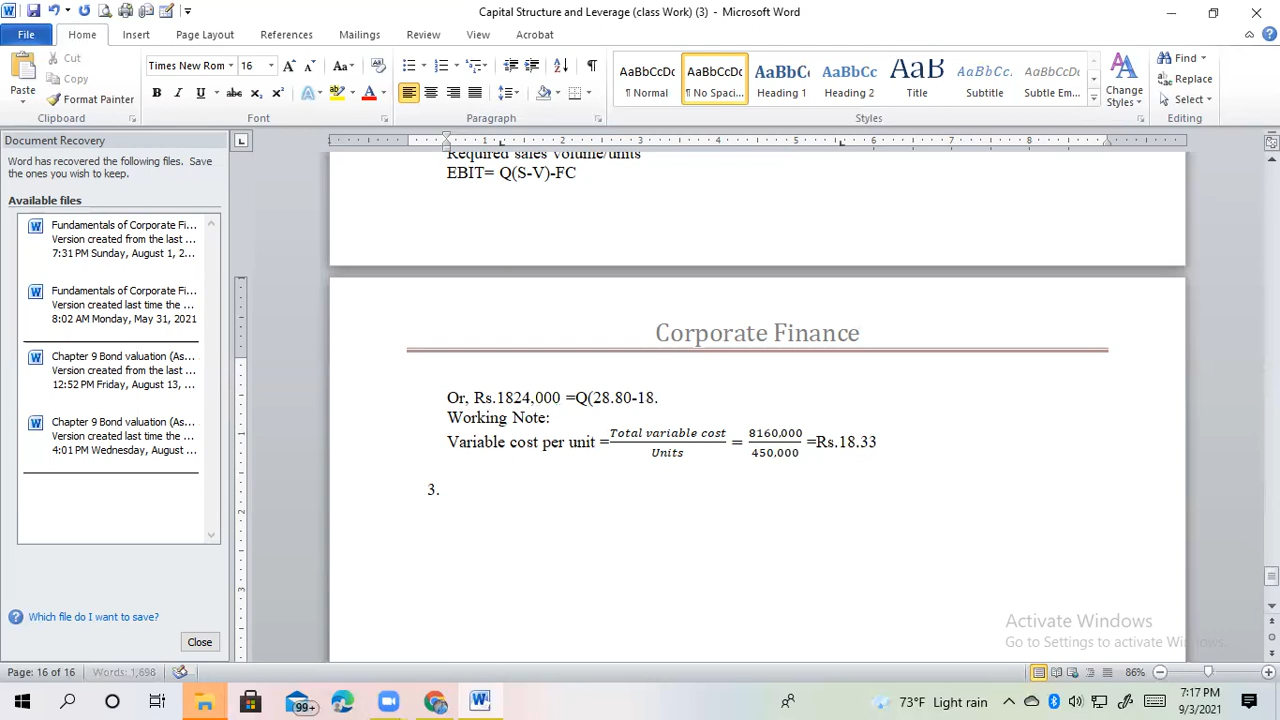 Capital Structure and Leverage (class Work) (3) - Microsoft Word
File Home Insert Page Layout References Mailings Review View Acrobat
Paste Cut Copy Format Painter
Times New Rom 16
AaBbCcDc AaBbCcDc AaBbCc AaBbCc AaB AaBbCcL AaBbCcDc
¶ Normal ¶ No Spaci... Heading 1 Heading 2 Title Subtitle Subtle Em...
Change Styles
Find Replace Select
Clipboard Font Paragraph Styles Editing
Document Recovery
Word has recovered the following files. Save
the ones you wish to keep.
Available files
Fundamentals of Corporate Fi...
Version created from the last ...
7:31 PM Sunday, August 1, 2...
Fundamentals of Corporate Fi...
Version created last time the ...
8:02 AM Monday, May 31, 2021
Chapter 9 Bond valuation (As...
Version created from the last ...
12:52 PM Friday, August 13, ...
Chapter 9 Bond valuation (As...
Version created last time the ...
4:01 PM Wednesday, August ...
Which file do I want to save?
Close
Required sales volume/units
EBIT= Q(S-V)-FC
Corporate Finance
Or, Rs.1824,000 =Q(28.80-18.
Working Note:
Variable cost per unit = Total variable cost / Units = 8160,000 / 450,000 =Rs.18.33
3.
Activate Windows
Go to Settings to activate Windows.
Page: 16 of 16 Words: 1,698 86%
99+ 73°F Light rain 7:17 PM
9/3/2021